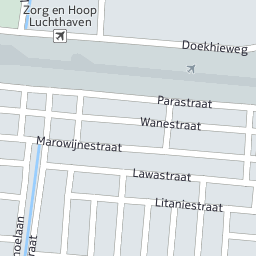 Zorg en Hoop
Luchthaven
Doekhieweg
Parastraat
Wanestraat
Marowijnestraat
Lawastraat
Litaniestraat